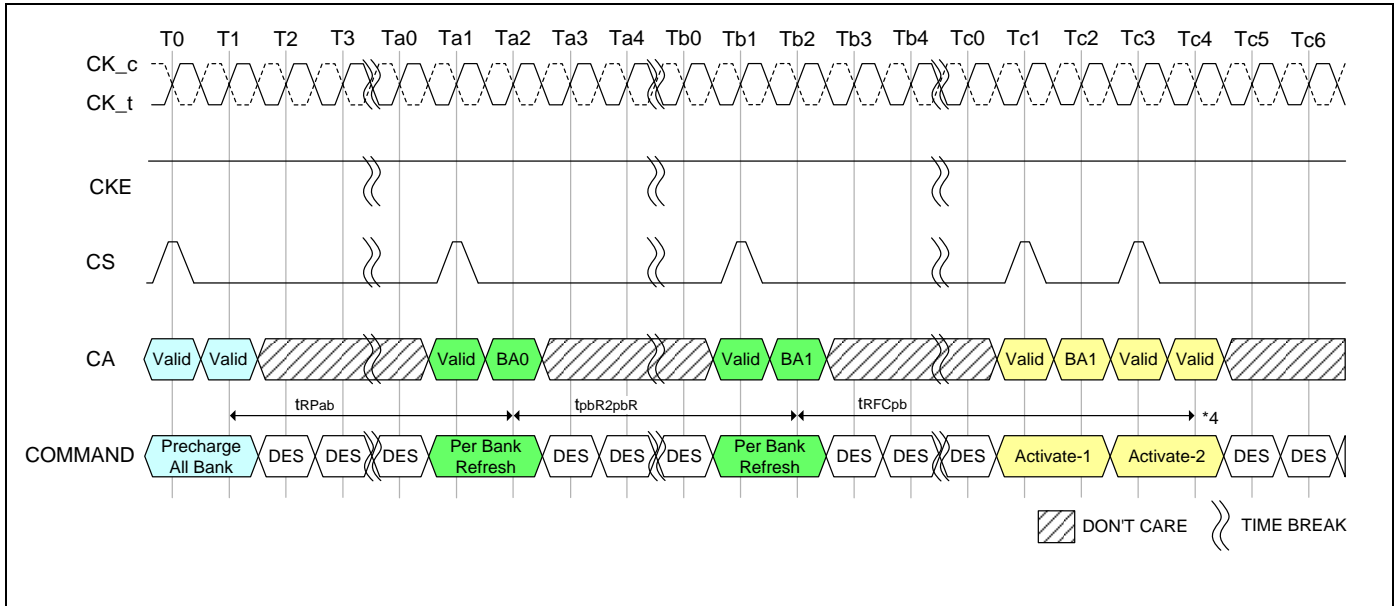 T0 T1 T2 T3 Ta0 Ta1 Ta2 Ta3 Ta4 Tb0 Tb1 Tb2 Tb3 Tb4 Tc0 Tc1 Tc2 Tc3 Tc4 Tc5 Tc6
CK_c
CK_t
CKE
CS
CA Valid Valid Valid BA0 Valid BA1 Valid BA1 Valid Valid
tRPab tpbR2pbR tRFCpb *4
COMMAND Precharge All Bank DES DES DES Per Bank Refresh DES DES DES Per Bank Refresh DES DES DES Activate-1 Activate-2 DES DES
DON'T CARE TIME BREAK